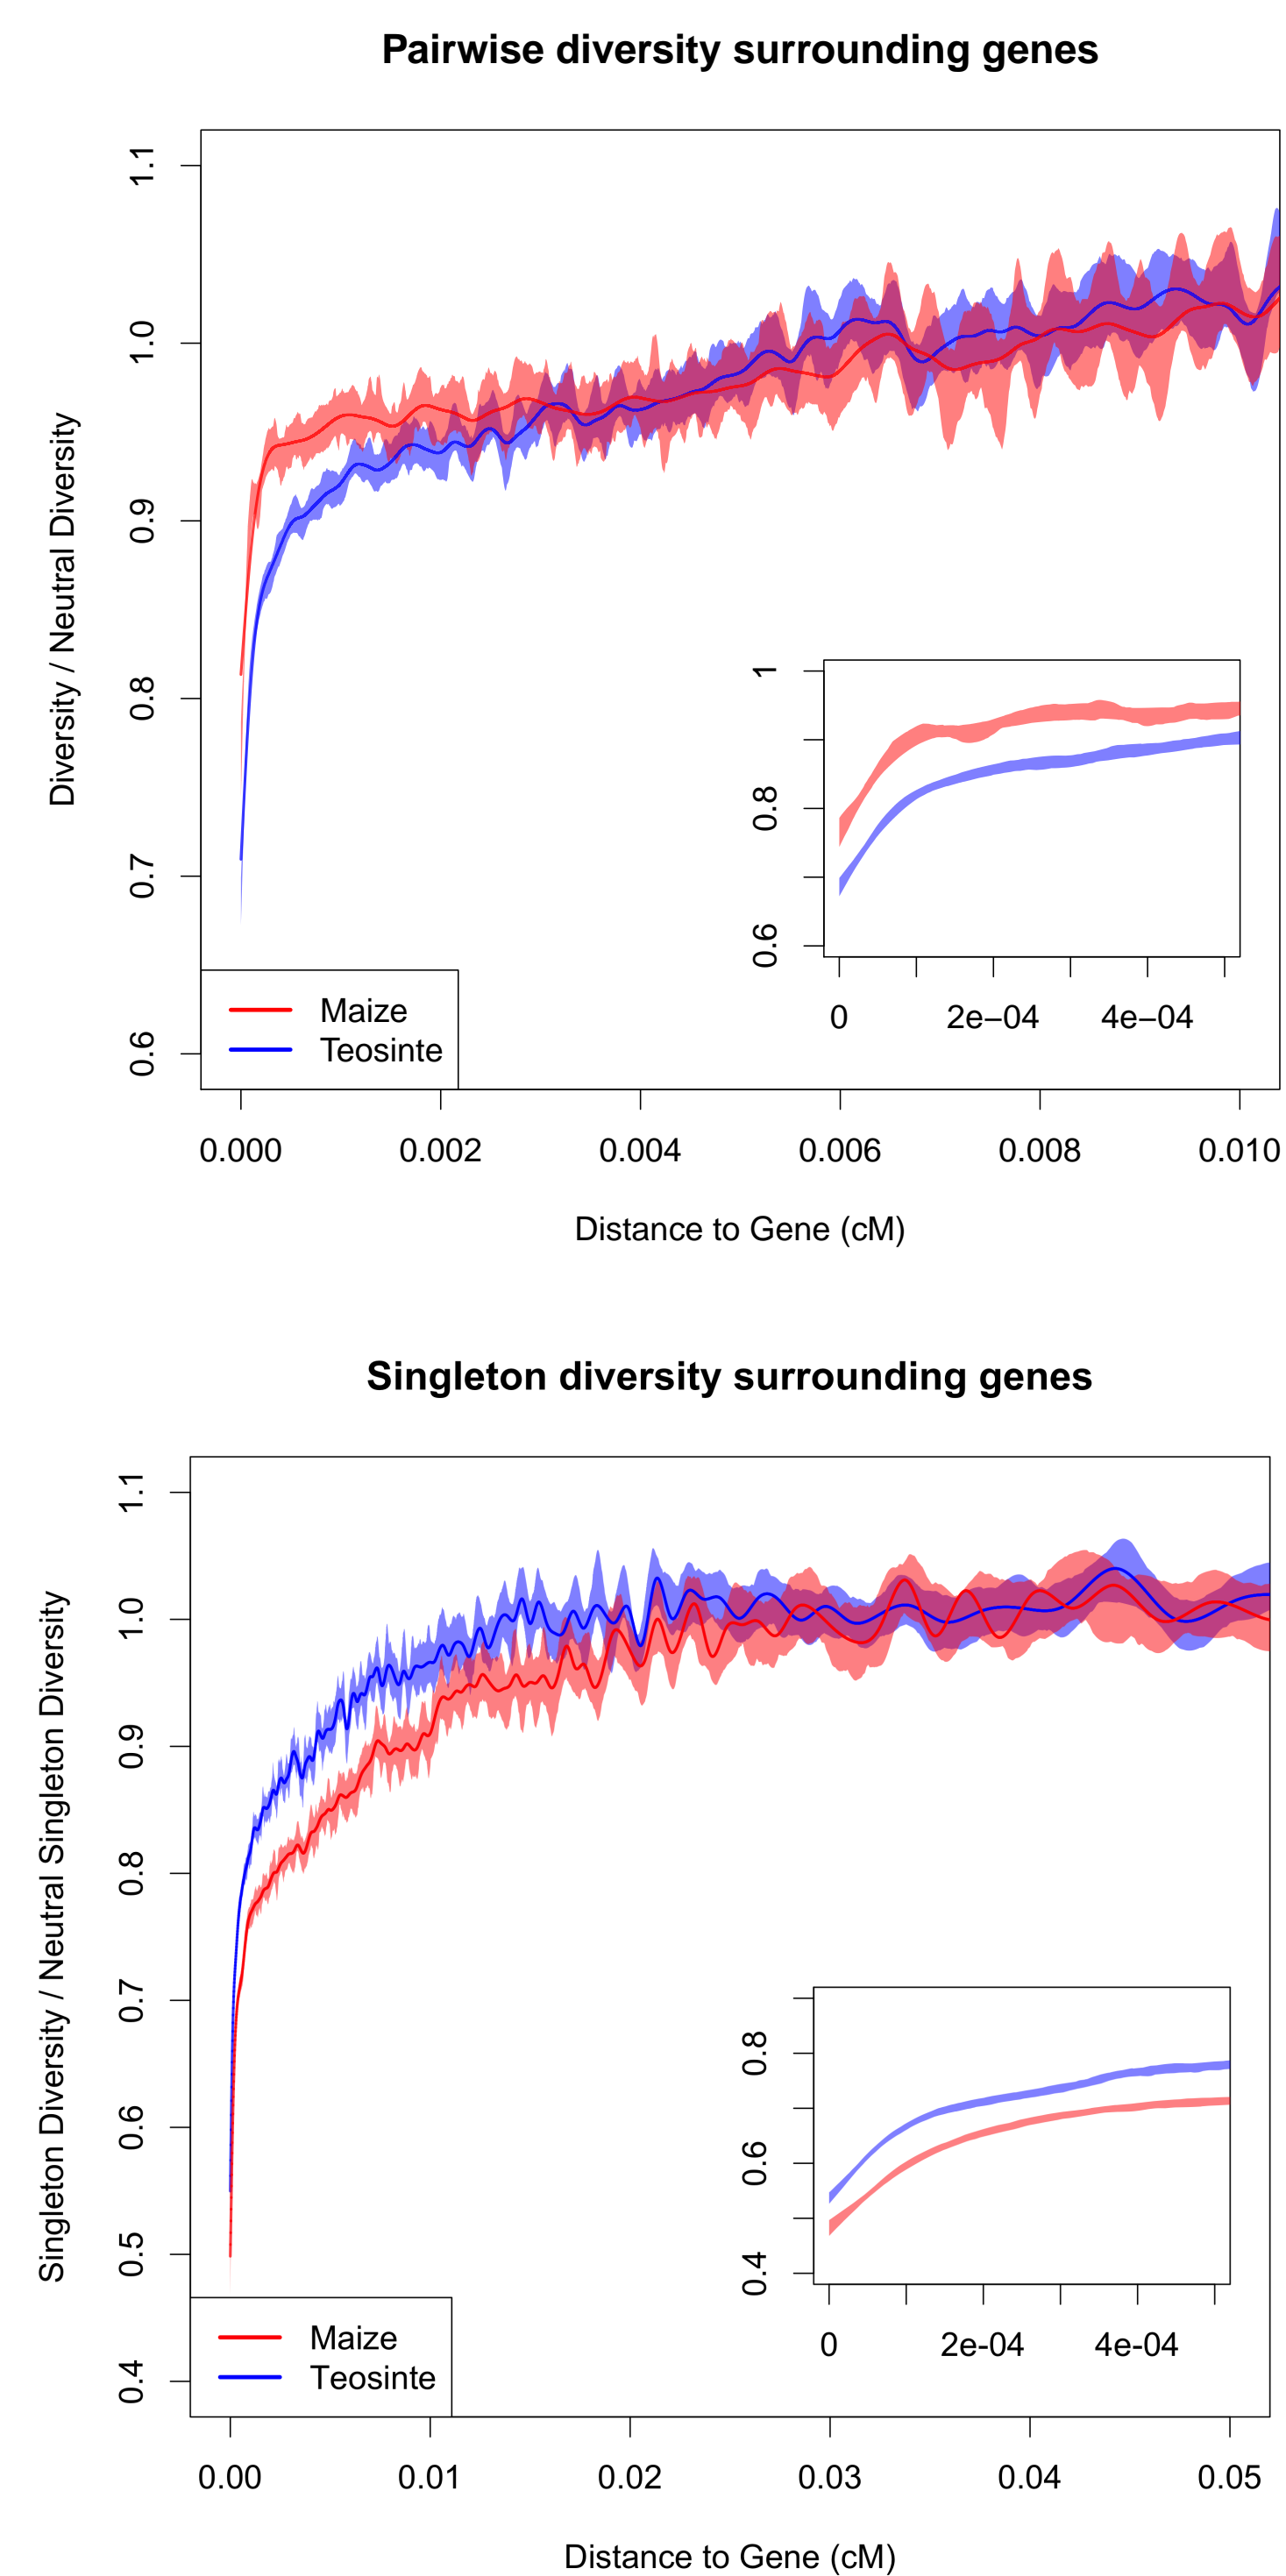 Pairwise diversity surrounding genes
Diversity / Neutral Diversity
1.1
1.0
0.9
0.8
0.7
0.6
1
0.8
0.6
0
2e−04
4e−04
Maize
Teosinte
0.000
0.002
0.004
0.006
0.008
0.010
Distance to Gene (cM)
Singleton diversity surrounding genes
Singleton Diversity / Neutral Singleton Diversity
1.1
1.0
0.9
0.8
0.7
0.6
0.5
0.4
0.8
0.6
0.4
0
2e-04
4e-04
Maize
Teosinte
0.00
0.01
0.02
0.03
0.04
0.05
Distance to Gene (cM)